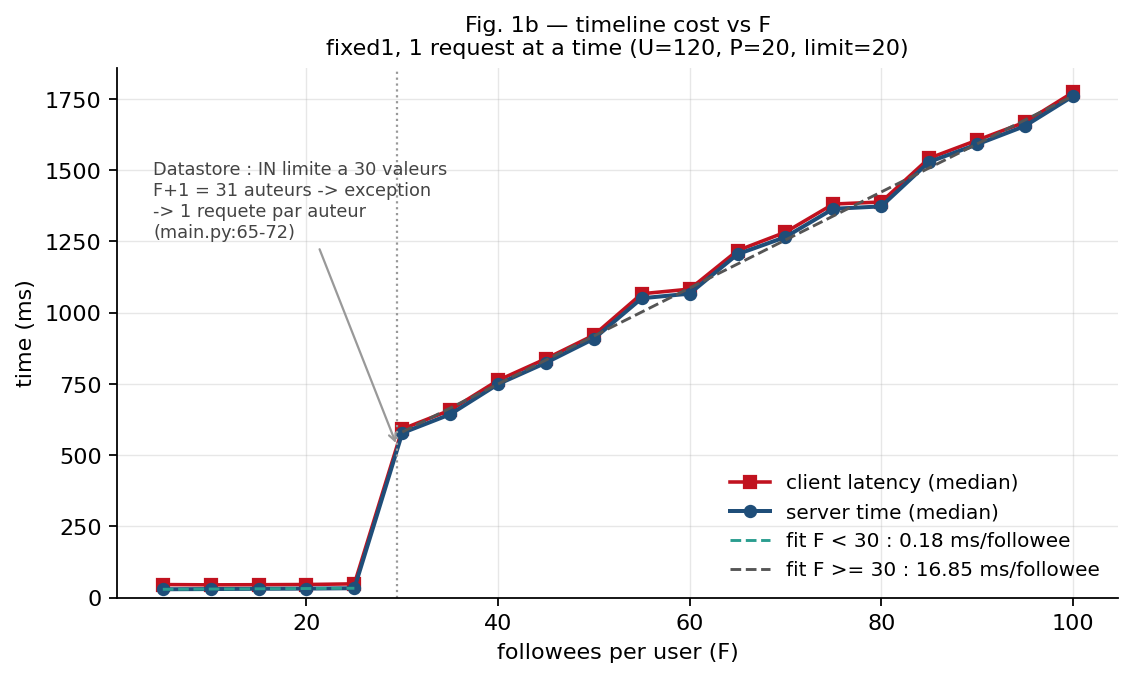 Fig. 1b — timeline cost vs F
fixed1, 1 request at a time (U=120, P=20, limit=20)
time (ms)
1750
1500
1250
1000
750
500
250
0
Datastore : IN limite a 30 valeurs
F+1 = 31 auteurs -> exception
-> 1 requete par auteur
(main.py:65-72)
client latency (median)
server time (median)
fit F < 30 : 0.18 ms/followee
fit F >= 30 : 16.85 ms/followee
20 40 60 80 100
followees per user (F)